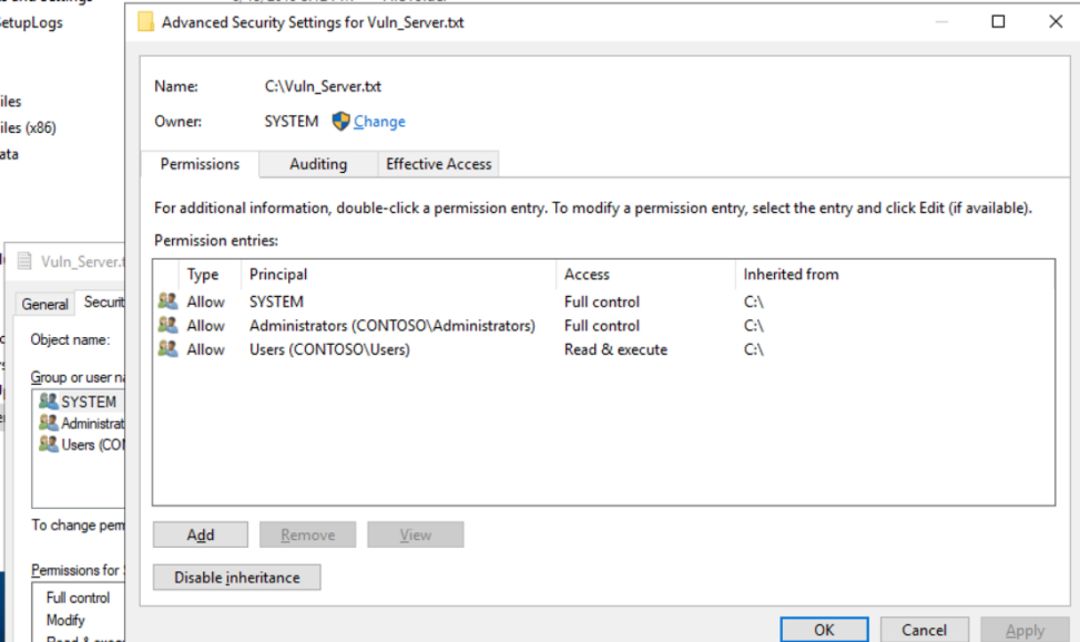 SetupLogs
Advanced Security Settings for Vuln_Server.txt
Name: C:\Vuln_Server.txt
iles
Owner: SYSTEM Change
iles (x86)
ata
Permissions Auditing Effective Access
For additional information, double-click a permission entry. To modify a permission entry, select the entry and click Edit (if available).
Permission entries:
Vuln_Server.t
Type Principal Access Inherited from
General Securit
Allow SYSTEM Full control C:\
Allow Administrators (CONTOSO\Administrators) Full control C:\
Object name:
Allow Users (CONTOSO\Users) Read & execute C:\
Group or user na
SYSTEM
Administrat
Users (CON
To change perm
Add Remove View
Permissions for S
Disable inheritance
Full control
Modify
OK Cancel Apply